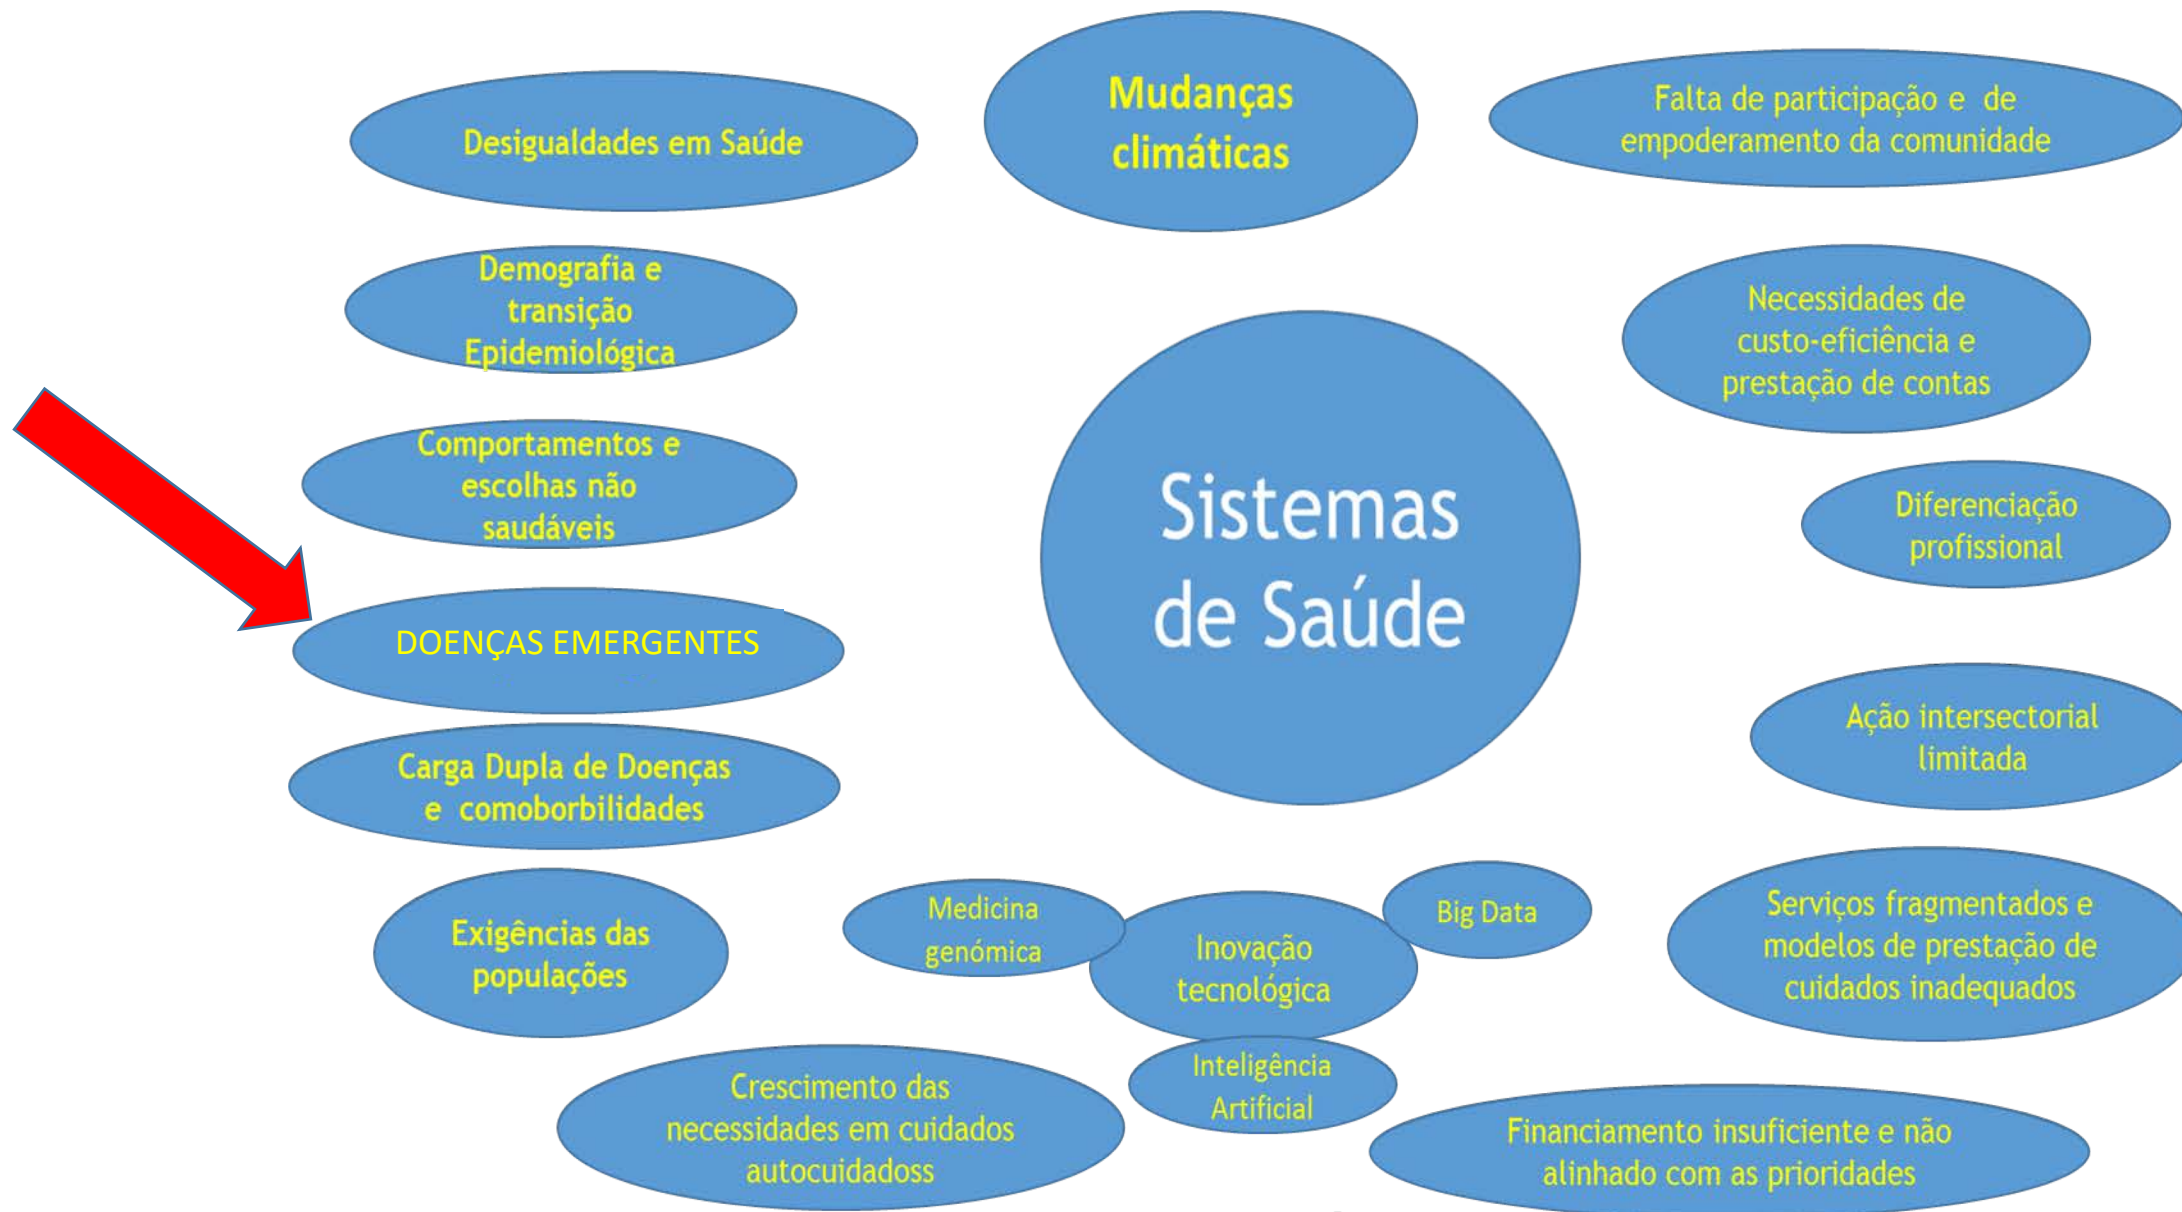 Mudanças
climáticas
Desigualdades em Saúde
Falta de participação e de
empoderamento da comunidade
Demografia e
transição
Epidemiológica
Necessidades de
custo-eficiência e
prestação de contas
Comportamentos e
escolhas não
saudáveis
Sistemas
de Saúde
Diferenciação
profissional
DOENÇAS EMERGENTES
Ação intersectorial
limitada
Carga Dupla de Doenças
e comoborbilidades
Exigências das
populações
Medicina
genómica
Inovação
tecnológica
Big Data
Serviços fragmentados e
modelos de prestação de
cuidados inadequados
Inteligência
Artificial
Crescimento das
necessidades em cuidados
autocuidadoss
Financiamento insuficiente e não
alinhado com as prioridades